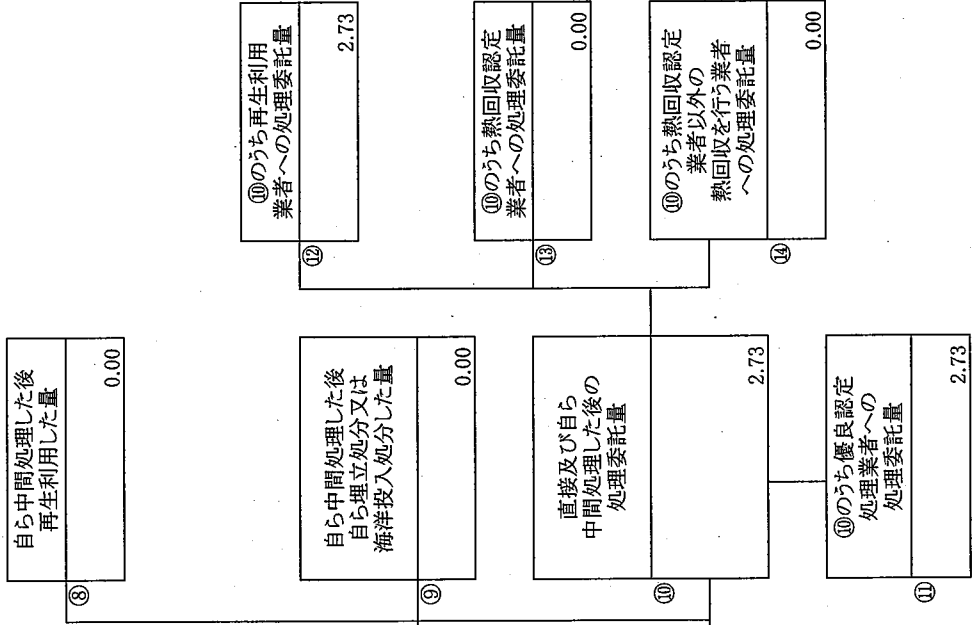 ⑧
自ら中間処理した後
再生利用した量
0.00
⑨
自ら中間処理した後
自ら埋立処分又は
海洋投入処分した量
0.00
⑩
直接及び自ら
中間処理した後の
処理委託量
2.73
⑪
⑩のうち優良認定
処理業者への
処理委託量
2.73
⑫
⑩のうち再生利用
業者への処理委託量
2.73
⑬
⑩のうち熱回収認定
業者への処理委託量
0.00
⑭
⑩のうち熱回収認定
業者以外の
熱回収を行う業者
への処理委託量
0.00